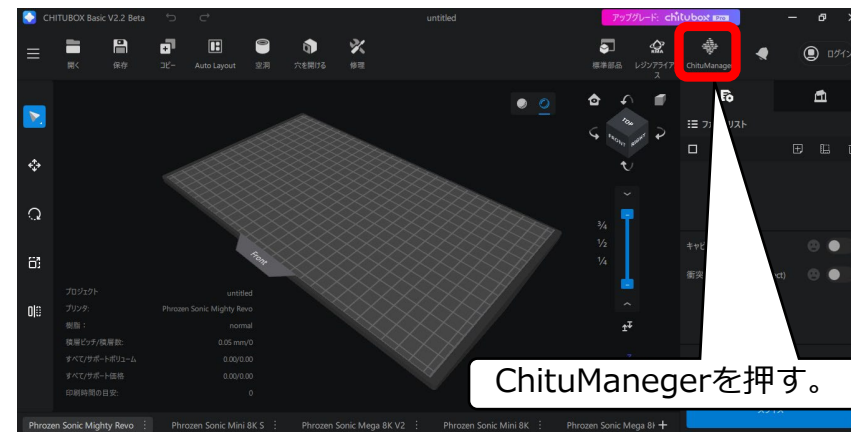 CHITUBOX Basic V2.2 Beta
untitled
アップグレード: chitubox Pro
開く
保存
コピー
Auto Layout
空洞
穴を開ける
修理
標準部品
レジンアライアス
ChituManager
ログイン
TOP
FRONT
RIGHT
Front
3/4
1/2
1/4
プロジェクト untitled
プリンタ: Phrozen Sonic Mighty Revo
樹脂: normal
積層ピッチ/積層数: 0.05 mm/0
すべて/サポートボリューム 0.00/0.00
すべて/サポート価格 0.00/0.00
印刷時間の目安: 0
ChituManegerを押す。
Phrozen Sonic Mighty Revo
Phrozen Sonic Mini 8K S
Phrozen Sonic Mega 8K V2
Phrozen Sonic Mini 8K
Phrozen Sonic Mega 8K